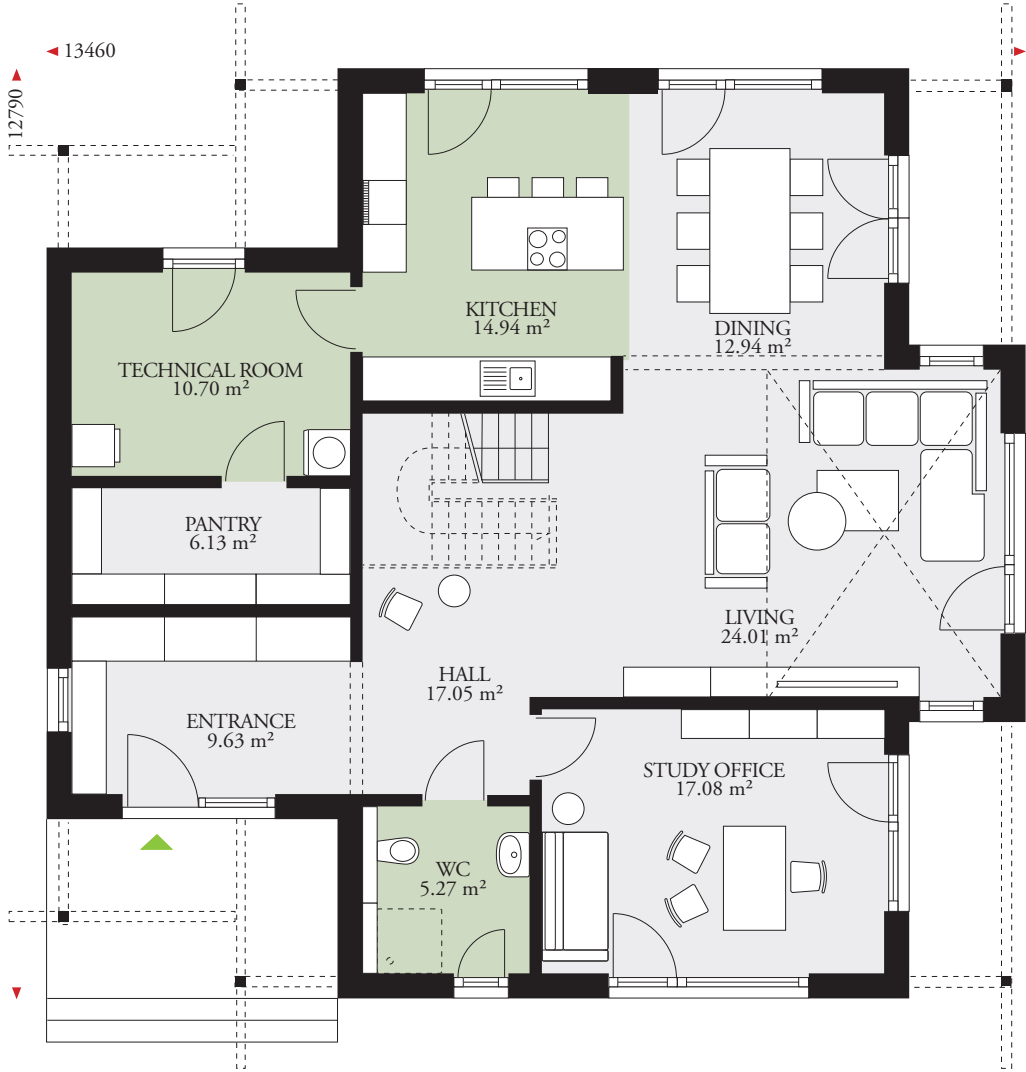 13460
12790
KITCHEN
14.94 m²
DINING
12.94 m²
TECHNICAL ROOM
10.70 m²
PANTRY
6.13 m²
LIVING
24.01 m²
HALL
17.05 m²
ENTRANCE
9.63 m²
STUDY OFFICE
17.08 m²
WC
5.27 m²